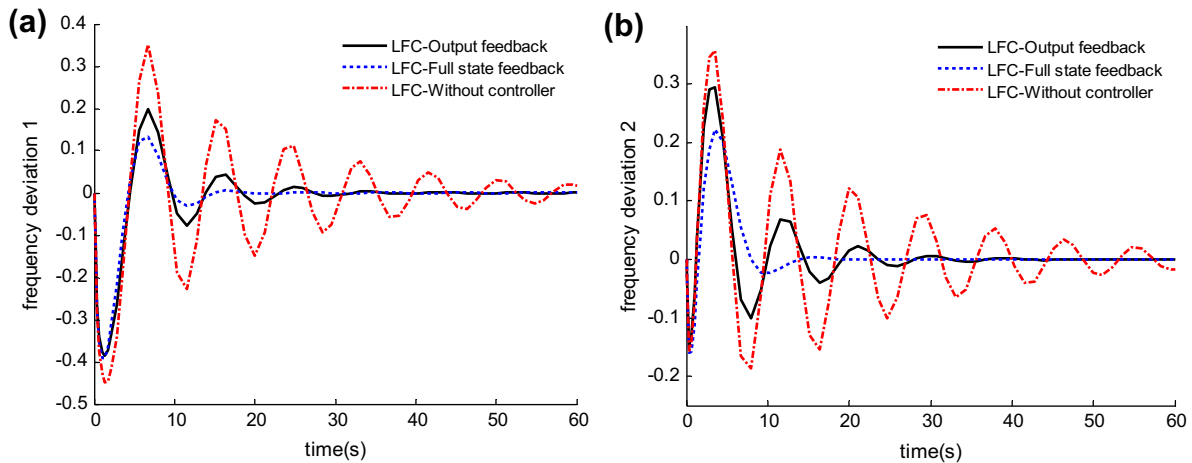 (a)
0.4
0.3
0.2
0.1
0
-0.1
-0.2
-0.3
-0.4
-0.5
frequency deviation 1
LFC-Output feedback
LFC-Full state feedback
LFC-Without controller
0 10 20 30 40 50 60
time(s)
(b)
0.3
0.2
0.1
0
-0.1
-0.2
frequency deviation 2
LFC-Output feedback
LFC-Full state feedback
LFC-Without controller
0 10 20 30 40 50 60
time(s)